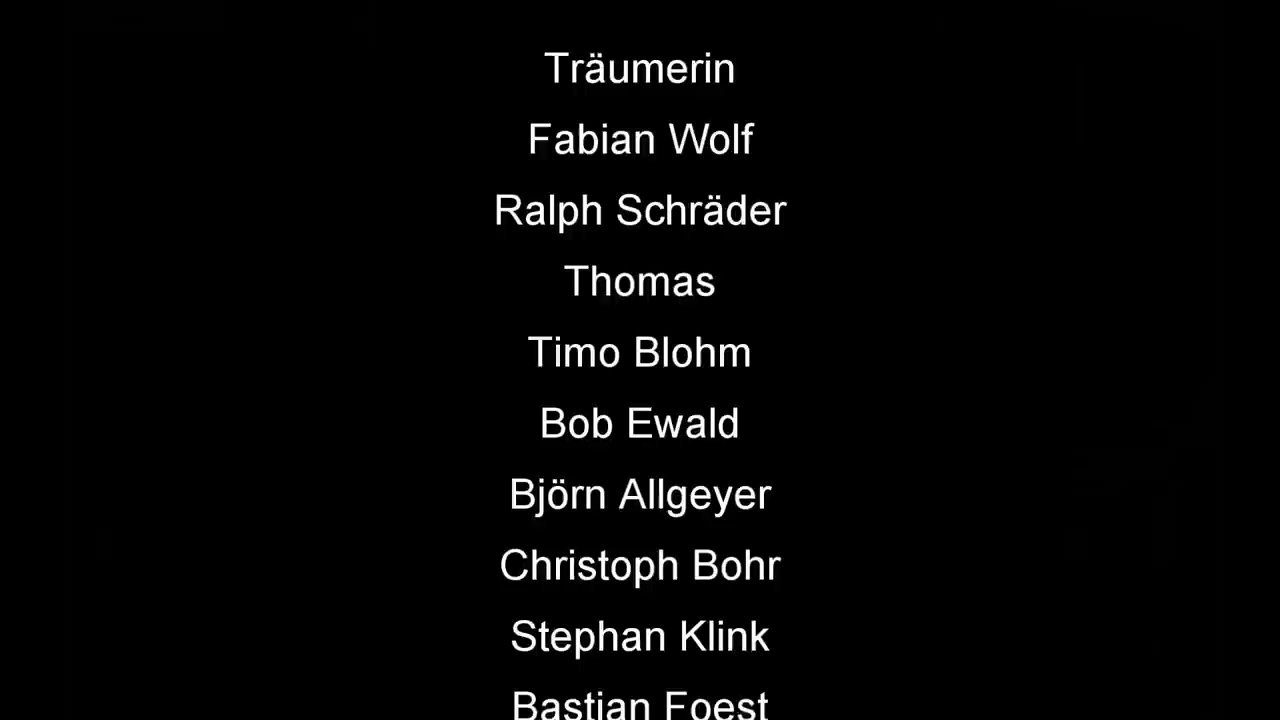 Träumerin
Fabian Wolf
Ralph Schräder
Thomas
Timo Blohm
Bob Ewald
Björn Allgeyer
Christoph Bohr
Stephan Klink
Bastian Foest